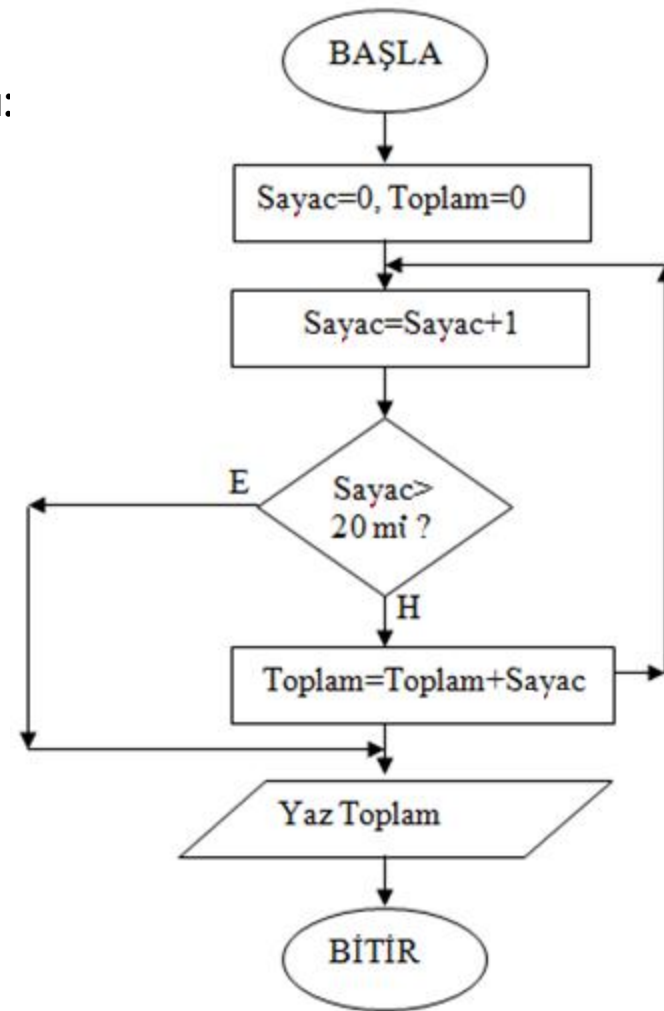 BAŞLA
Sayac=0, Toplam=0
Sayac=Sayac+1
E
Sayac>
20 mi ?
H
Toplam=Toplam+Sayac
Yaz Toplam
BİTİR